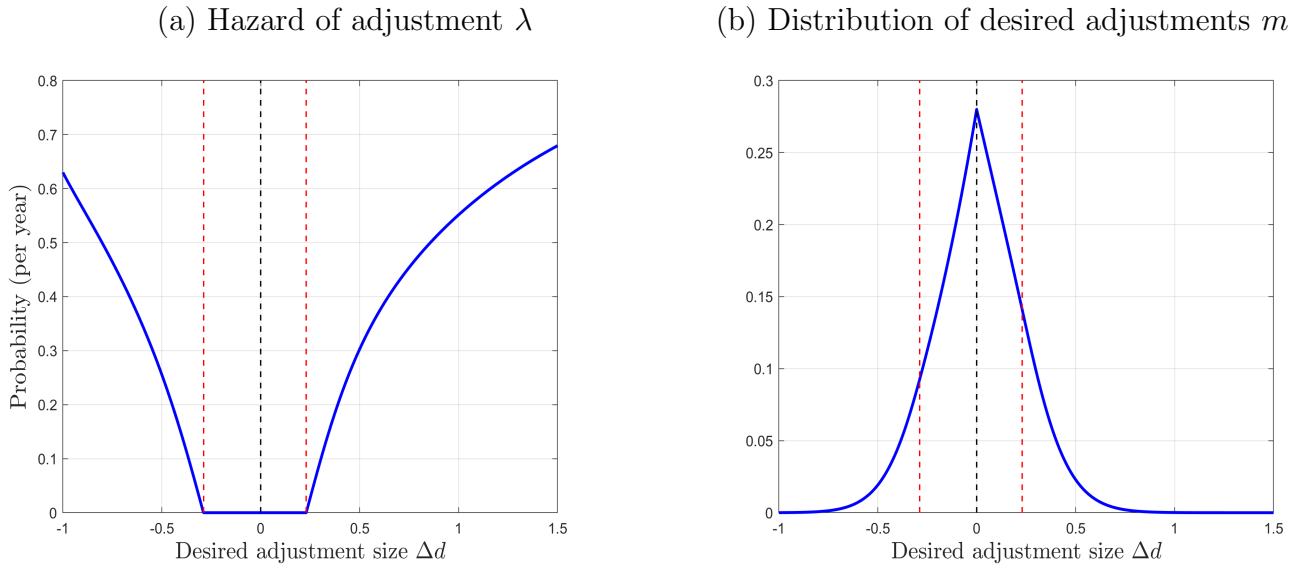 (a) Hazard of adjustment λ
0.8
0.7
0.6
0.5
0.4
0.3
0.2
0.1
0
Probability (per year)
-1 -0.5 0 0.5 1 1.5
Desired adjustment size Δd
(b) Distribution of desired adjustments m
0.3
0.25
0.2
0.15
0.1
0.05
0
-1 -0.5 0 0.5 1 1.5
Desired adjustment size Δd